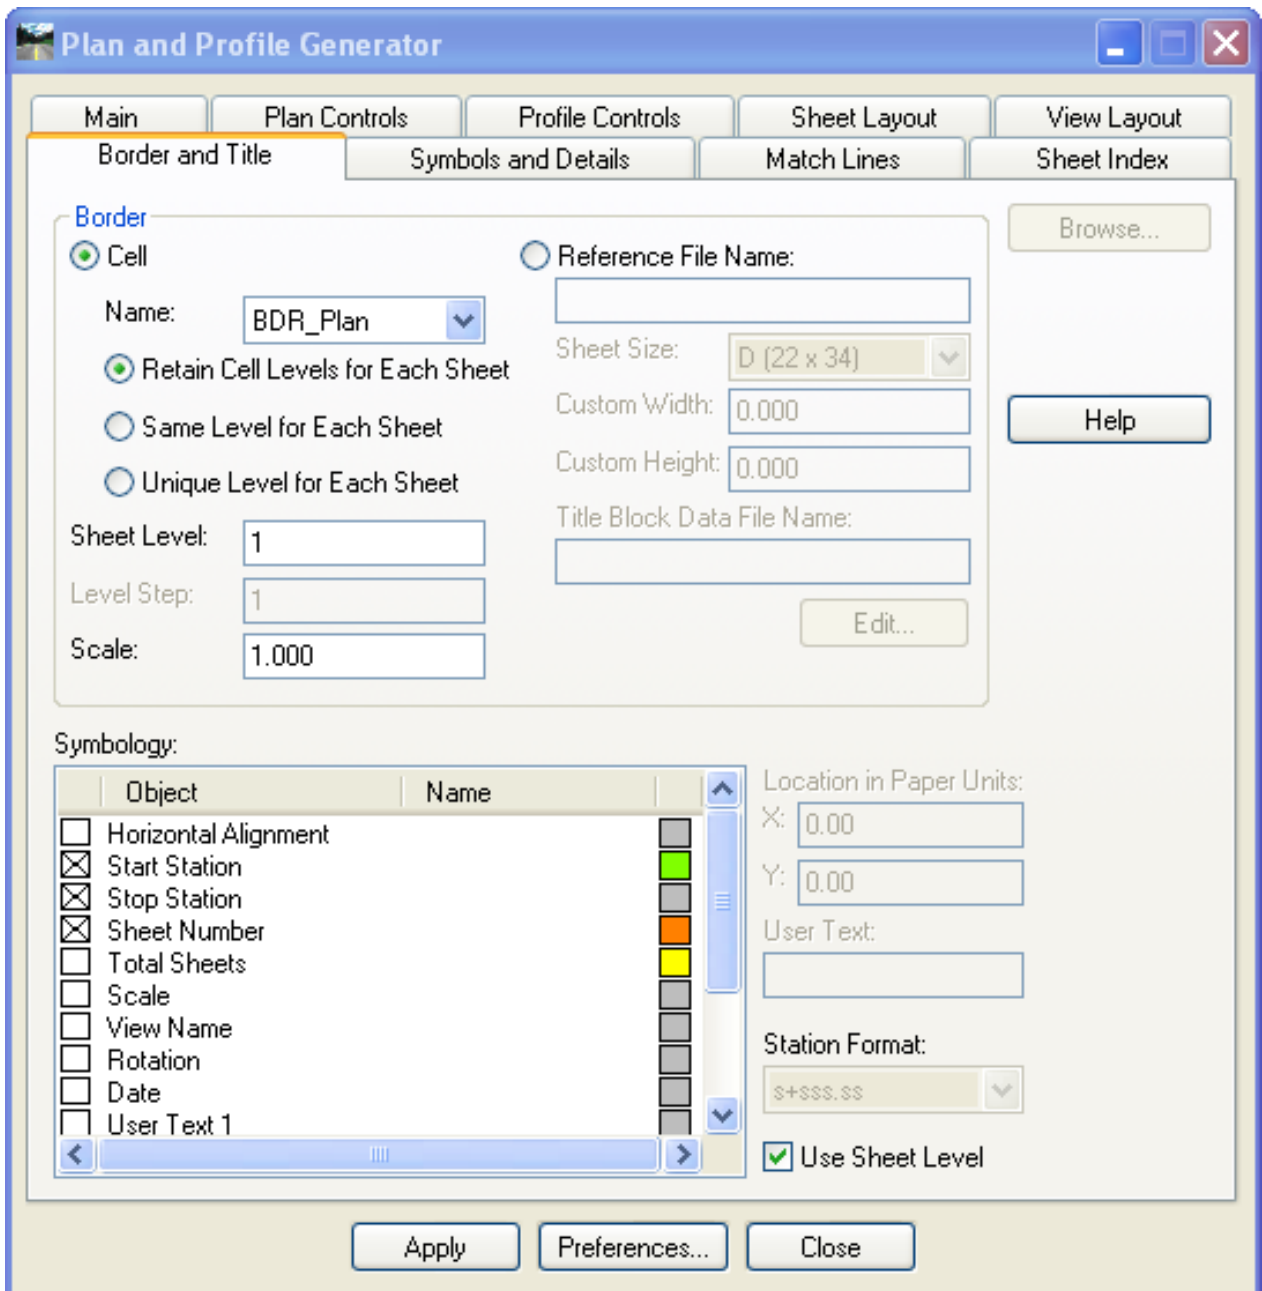 Plan and Profile Generator
Main Plan Controls Profile Controls Sheet Layout View Layout
Border and Title Symbols and Details Match Lines Sheet Index
Border
Browse...
Cell
Name: BDR_Plan
Retain Cell Levels for Each Sheet
Same Level for Each Sheet
Unique Level for Each Sheet
Sheet Level: 1
Level Step: 1
Scale: 1.000
Reference File Name:
Sheet Size: D (22 x 34)
Custom Width: 0.000
Custom Height: 0.000
Title Block Data File Name:
Edit...
Help
Symbology:
Object Name
Horizontal Alignment
Start Station
Stop Station
Sheet Number
Total Sheets
Scale
View Name
Rotation
Date
User Text 1
Location in Paper Units:
X: 0.00
Y: 0.00
User Text:
Station Format:
s+sss.ss
Use Sheet Level
Apply Preferences... Close